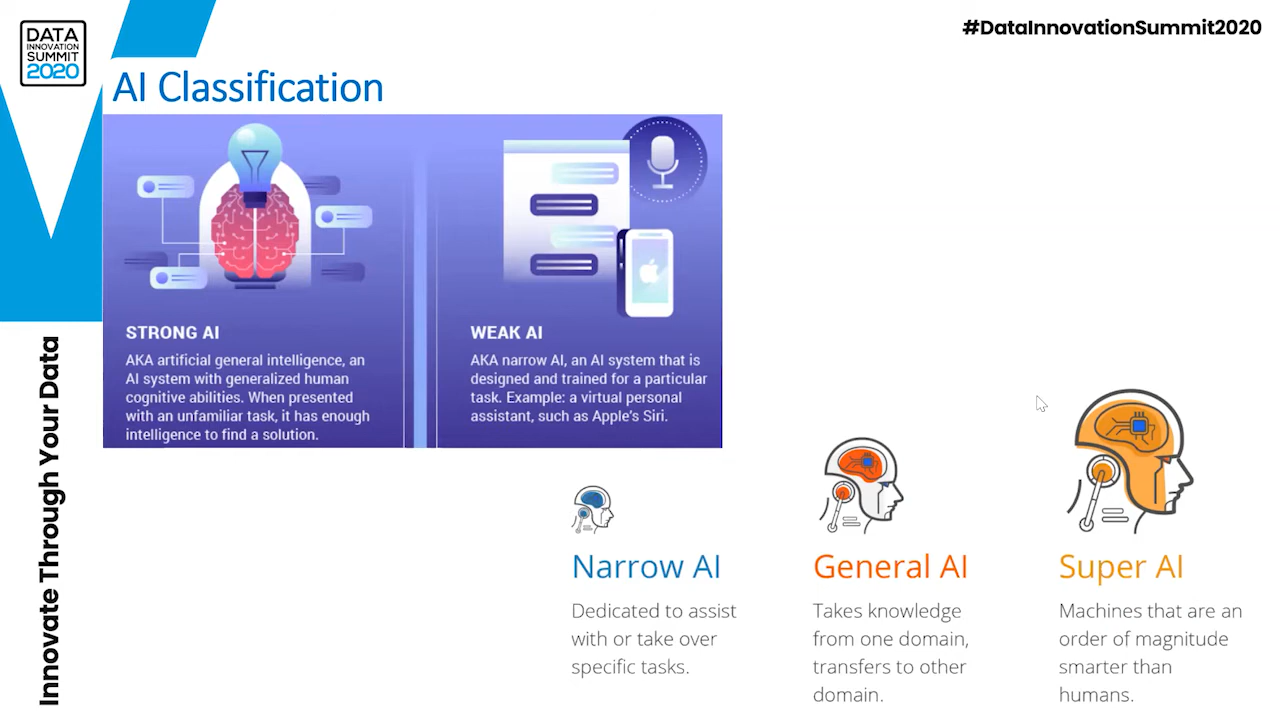 DATA
INNOVATION
SUMMIT
2020
#DataInnovationSummit2020
AI Classification
STRONG AI
AKA artificial general intelligence, an
AI system with generalized human
cognitive abilities. When presented
with an unfamiliar task, it has enough
intelligence to find a solution.
WEAK AI
AKA narrow AI, an AI system that is
designed and trained for a particular
task. Example: a virtual personal
assistant, such as Apple's Siri.
Innovate Through Your Data
Narrow AI
Dedicated to assist
with or take over
specific tasks.
General AI
Takes knowledge
from one domain,
transfers to other
domain.
Super AI
Machines that are an
order of magnitude
smarter than
humans.